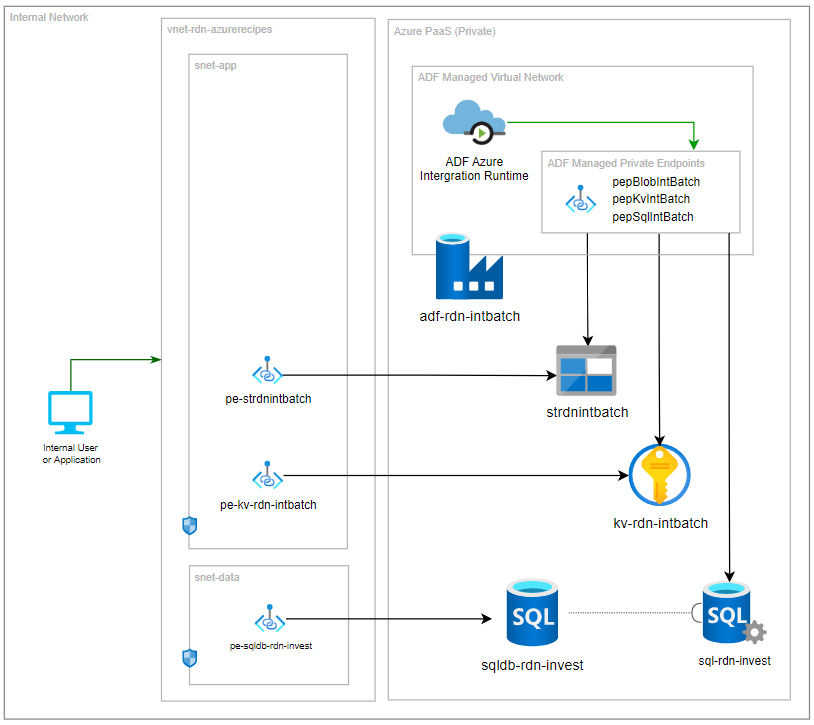 Internal Network
vnet-rdn-azurerecipes
Azure PaaS (Private)
snet-app
ADF Managed Virtual Network
ADF Azure
Intergration Runtime
ADF Managed Private Endpoints
pepBlobIntBatch
pepKvIntBatch
pepSqlIntBatch
adf-rdn-intbatch
pe-strdnintbatch
strdnintbatch
Internal User
or Application
pe-kv-rdn-intbatch
kv-rdn-intbatch
snet-data
pe-sqldb-rdn-invest
SQL
sqldb-rdn-invest
SQL
sql-rdn-invest